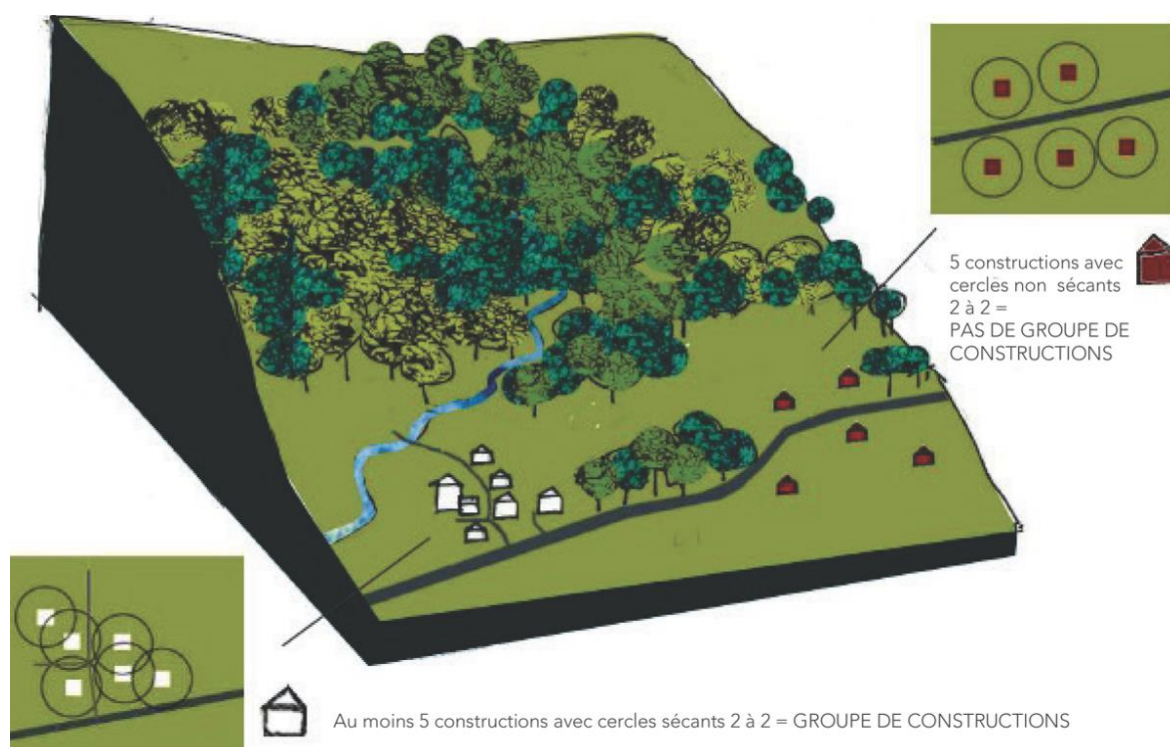 5 constructions avec
cercles non sécants
2 à 2 =
PAS DE GROUPE DE
CONSTRUCTIONS
Au moins 5 constructions avec cercles sécants 2 à 2 = GROUPE DE CONSTRUCTIONS